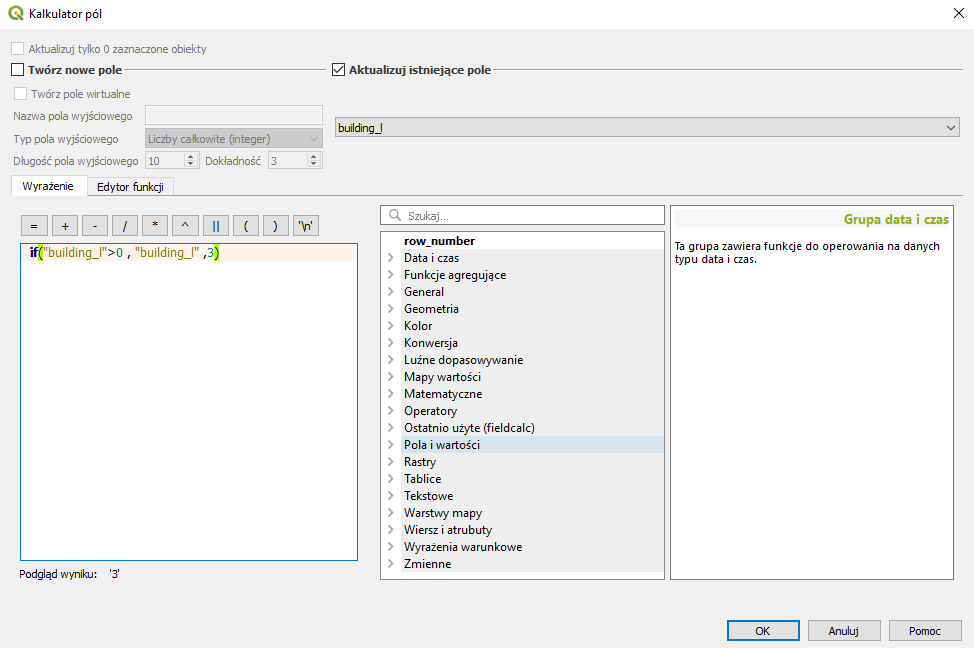 Kalkulator pól
Aktualizuj tylko 0 zaznaczone obiekty
Twórz nowe pole
Aktualizuj istniejące pole
Twórz pole wirtualne
Nazwa pola wyjściowego
Typ pola wyjściowego Liczby całkowite (integer)
building_l
Długość pola wyjściowego 10 Dokładność 3
Wyrażenie Edytor funkcji
= + - / * ^ || ( ) '\n'
if("building_l">0 , "building_l" ,3)
Podgląd wyniku: '3'
Szukaj...
row_number
Data i czas
Funkcje agregujące
General
Geometria
Kolor
Konwersja
Luźne dopasowywanie
Mapy wartości
Matematyczne
Operatory
Ostatnio użyte (fieldcalc)
Pola i wartości
Rastry
Tablice
Tekstowe
Warstwy mapy
Wiersz i atrubuty
Wyrażenia warunkowe
Zmienne
Grupa data i czas
Ta grupa zawiera funkcje do operowania na danych
typu data i czas.
OK Anuluj Pomoc